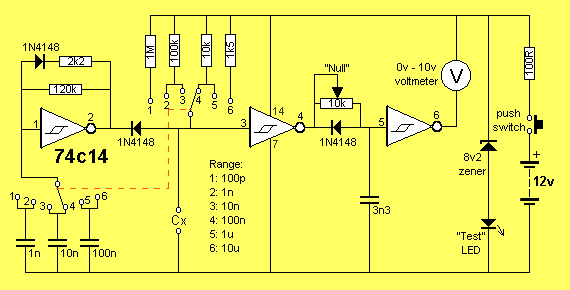 1N4148
2k2
120k
1
2
74c14
1N4148
1M
100k
10k
1k5
1
2
3
4
5
6
3
14
4
7
"Null"
10k
1N4148
5
6
0v - 10v
voltmeter
V
100R
push
switch
+
12v
8v2
zener
"Test"
LED
3n3
Cx
Range:
1: 100p
2: 1n
3: 10n
4: 100n
5: 1u
6: 10u
1
2
3
4
5
6
1n
10n
100n